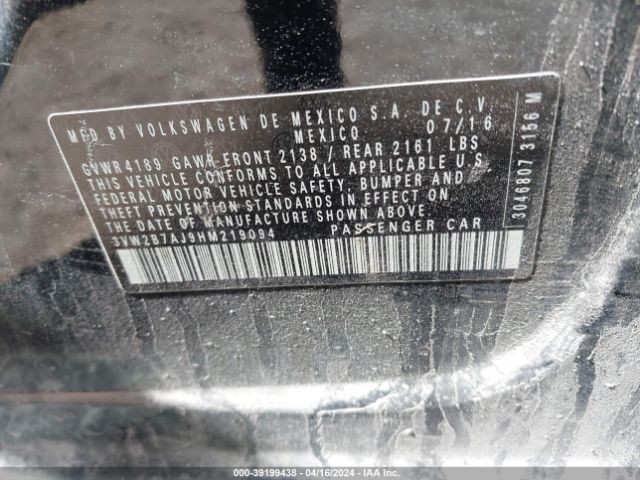 MFD BY VOLKSWAGEN DE MEXICO S.A. DE C.V
MEXICO 07/16
GVWR4189 GAWR FRONT 2138 / REAR 2161 LBS
THIS VEHICLE CONFORMS TO ALL APPLICABLE U.S
FEDERAL MOTOR VEHICLE SAFETY, BUMPER AND
THEFT PREVENTION STANDARDS IN EFFECT ON
THE DATE OF MANUFACTURE SHOWN ABOVE.
3VW2B7AJ9HM219094 PASSENGER CAR
3046807 3156 M
000-39199438 - 04/16/2024 - IAA Inc.